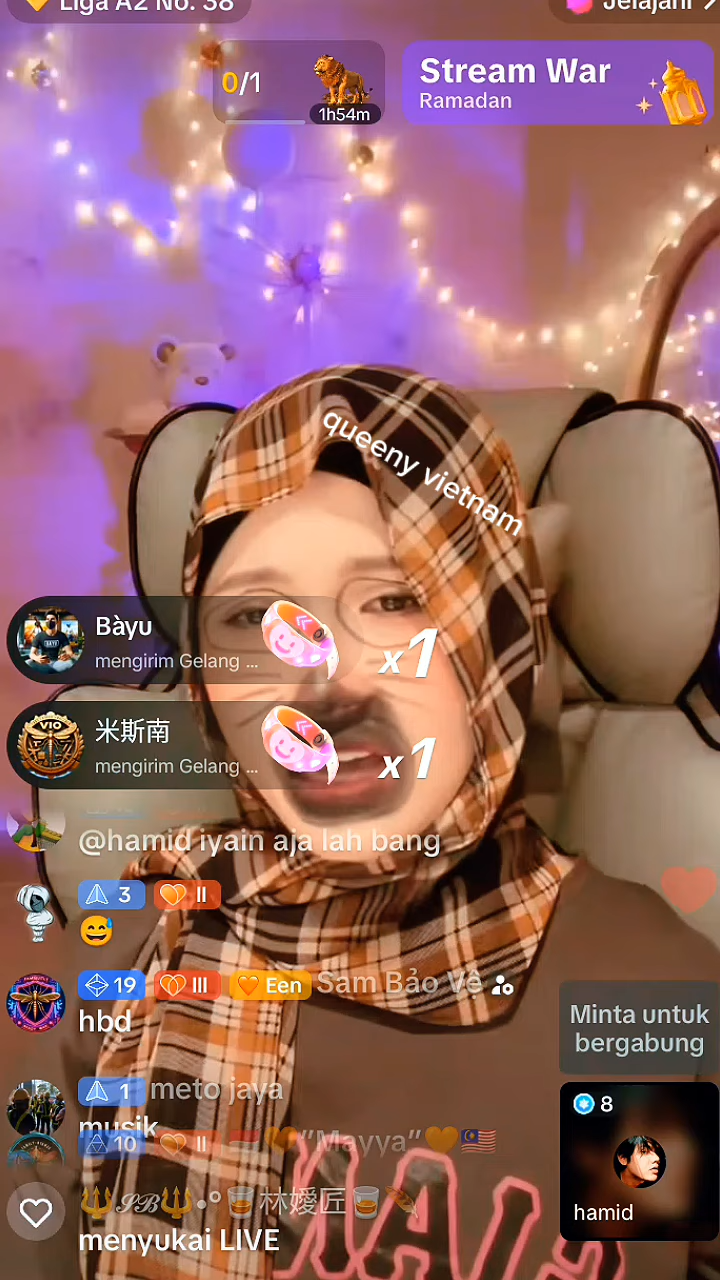 Liga A2 No. 38
Jelajahi
0/1
1h54m
Stream War
Ramadan
queeny vietnam
Bàyu
mengirim Gelang ...
x1
VIO
米斯南
mengirim Gelang ...
x1
@hamid iyain aja lah bang
3 II
19 III Een Sam Bảo Vệ
hbd
1 meto jaya
musik
10 II "Mayya"
𝒮ℬ •° 林嫒匠
menyukai LIVE
Minta untuk
bergabung
8
hamid